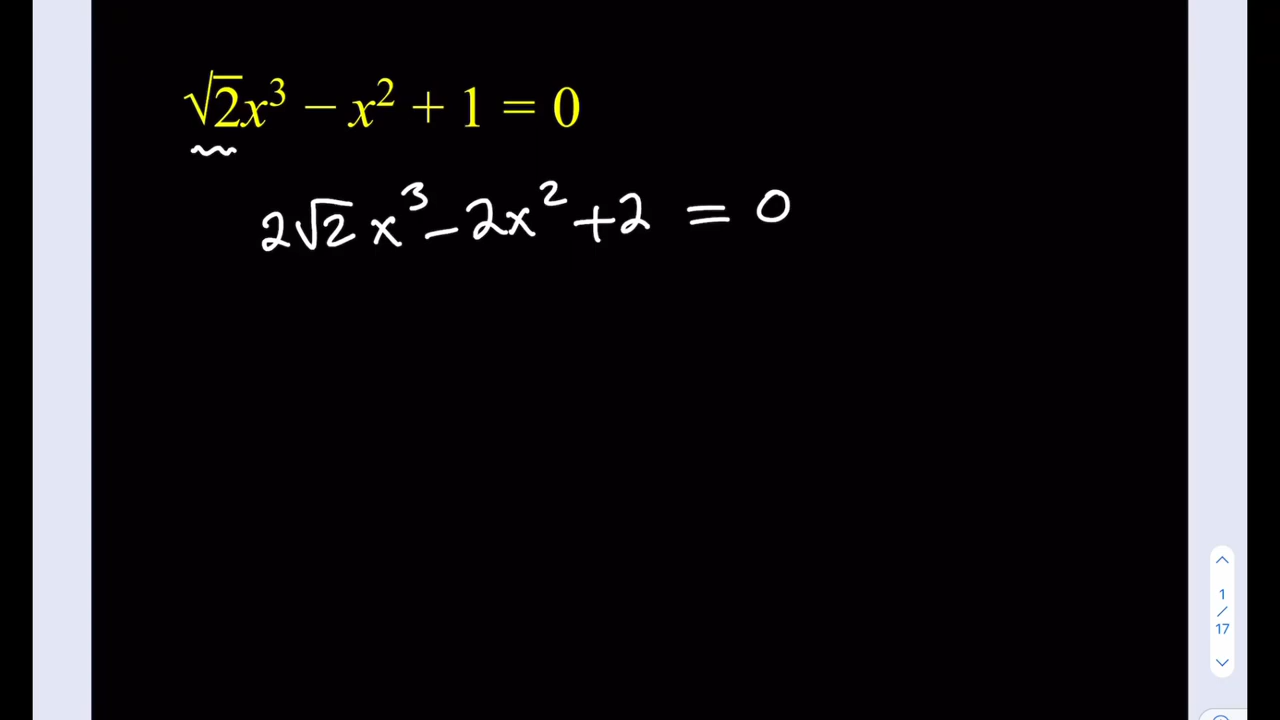 √2x³ − x² + 1 = 0
2√2 x³ − 2x² + 2 = 0
1
/
17